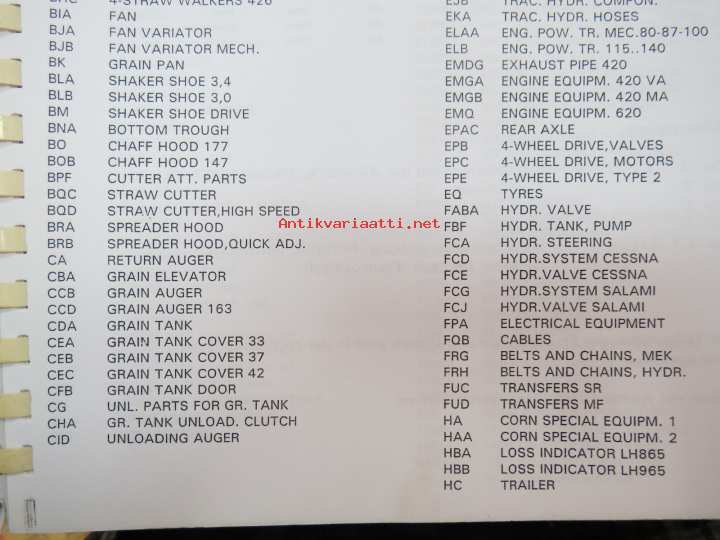 4-STRAW WALKERS 420
BIA FAN
BJA FAN VARIATOR
BJB FAN VARIATOR MECH.
BK GRAIN PAN
BLA SHAKER SHOE 3,4
BLB SHAKER SHOE 3,0
BM SHAKER SHOE DRIVE
BNA BOTTOM TROUGH
BO CHAFF HOOD 177
BOB CHAFF HOOD 147
BPF CUTTER ATT. PARTS
BQC STRAW CUTTER
BQD STRAW CUTTER,HIGH SPEED
BRA SPREADER HOOD
BRB SPREADER HOOD,QUICK ADJ.
CA RETURN AUGER
CBA GRAIN ELEVATOR
CCB GRAIN AUGER
CCD GRAIN AUGER 163
CDA GRAIN TANK
CEA GRAIN TANK COVER 33
CEB GRAIN TANK COVER 37
CEC GRAIN TANK COVER 42
CFB GRAIN TANK DOOR
CG UNL. PARTS FOR GR. TANK
CHA GR. TANK UNLOAD. CLUTCH
CID UNLOADING AUGER
EJB TRAC. HYDR. COMPON.
EKA TRAC. HYDR. HOSES
ELAA ENG. POW. TR. MEC.80-87-100
ELB ENG. POW. TR. 115..140
EMDG EXHAUST PIPE 420
EMGA ENGINE EQUIPM. 420 VA
EMGB ENGINE EQUIPM. 420 MA
EMQ ENGINE EQUIPM. 620
EPAC REAR AXLE
EPB 4-WHEEL DRIVE,VALVES
EPC 4-WHEEL DRIVE, MOTORS
EPE 4-WHEEL DRIVE, TYPE 2
EQ TYRES
FABA HYDR. VALVE
FBF HYDR. TANK, PUMP
FCA HYDR. STEERING
FCD HYDR.SYSTEM CESSNA
FCE HYDR.VALVE CESSNA
FCG HYDR.SYSTEM SALAMI
FCJ HYDR.VALVE SALAMI
FPA ELECTRICAL EQUIPMENT
FQB CABLES
FRG BELTS AND CHAINS, MEK
FRH BELTS AND CHAINS, HYDR.
FUC TRANSFERS SR
FUD TRANSFERS MF
HA CORN SPECIAL EQUIPM. 1
HAA CORN SPECIAL EQUIPM. 2
HBA LOSS INDICATOR LH865
HBB LOSS INDICATOR LH965
HC TRAILER
Antikvariaatti.net